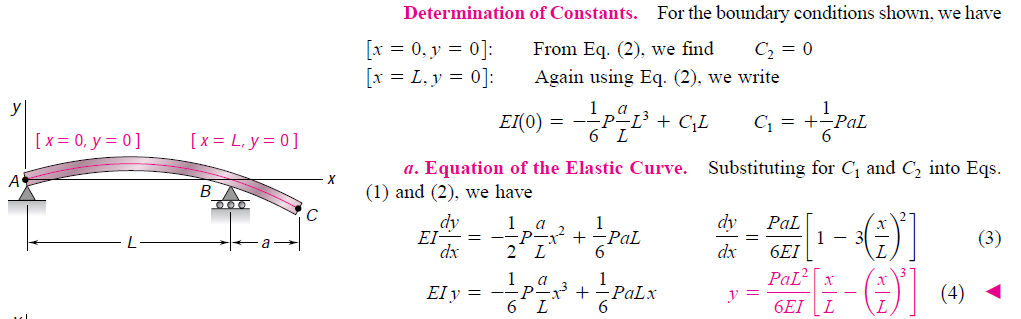 Determination of Constants. For the boundary conditions shown, we have
[x = 0, y = 0]: From Eq. (2), we find C₂ = 0
[x = L, y = 0]: Again using Eq. (2), we write
EI(0) = −1/6 P a/L L³ + C₁L C₁ = +1/6 PaL
a. Equation of the Elastic Curve. Substituting for C₁ and C₂ into Eqs.
(1) and (2), we have
EI dy/dx = −1/2 P a/L x² + 1/6 PaL dy/dx = PaL/6EI [1 − 3(x/L)²] (3)
EI y = −1/6 P a/L x³ + 1/6 PaLx y = PaL²/6EI [x/L − (x/L)³] (4) ◄
y
[ x = 0, y = 0 ] [ x = L, y = 0 ]
A x
B
C
L a